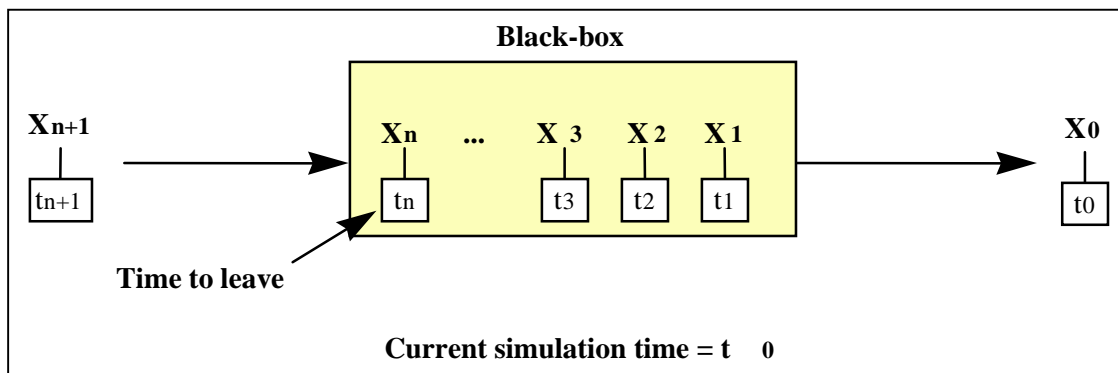 Black-box
Xn+1 Xn ... X 3 X 2 X 1 X0
tn+1 tn t3 t2 t1 t0
Time to leave
Current simulation time = t 0